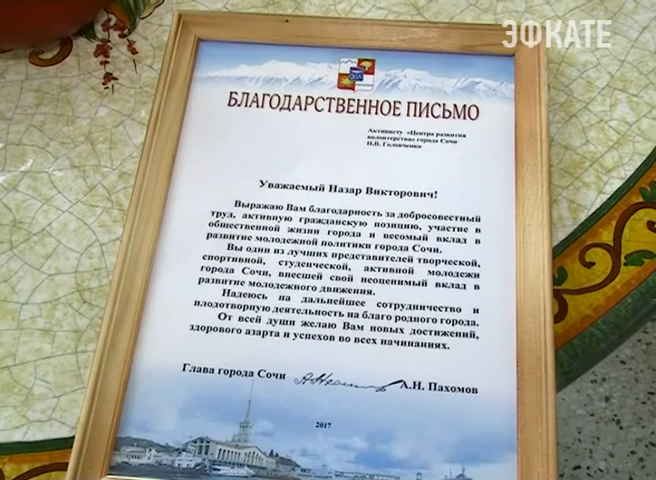 ЭФКАТЕ
БЛАГОДАРСТВЕННОЕ ПИСЬМО
Активисту «Центра развития
волонтерства» города Сочи
Н.В. Головченко
Уважаемый Назар Викторович!
Выражаю Вам благодарность за добросовестный
труд, активную гражданскую позицию, участие в
общественной жизни города и весомый вклад в
развитие молодежной политики города Сочи.
Вы один из лучших представителей творческой,
спортивной, студенческой, активной молодежи
города Сочи, внесшей свой неоценимый вклад в
развитие молодежного движения.
Надеюсь на дальнейшее сотрудничество и
плодотворную деятельность на благо родного города.
От всей души желаю Вам новых достижений,
здорового азарта и успехов во всех начинаниях.
Глава города Сочи А.Н. Пахомов
2017